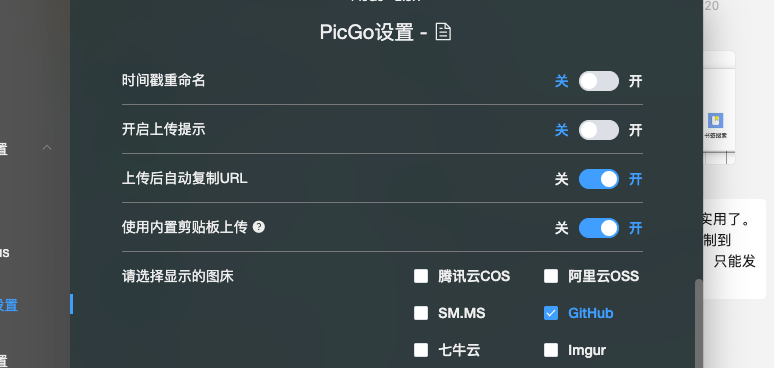 20
PicGo设置 -
时间戳重命名 关 开
开启上传提示 关 开
上传后自动复制URL 关 开
使用内置剪贴板上传 ? 关 开
请选择显示的图床 腾讯云COS 阿里云OSS
SM.MS GitHub
七牛云 Imgur
置
us
设置
置
书签搜索
实用了。
制到
只能发